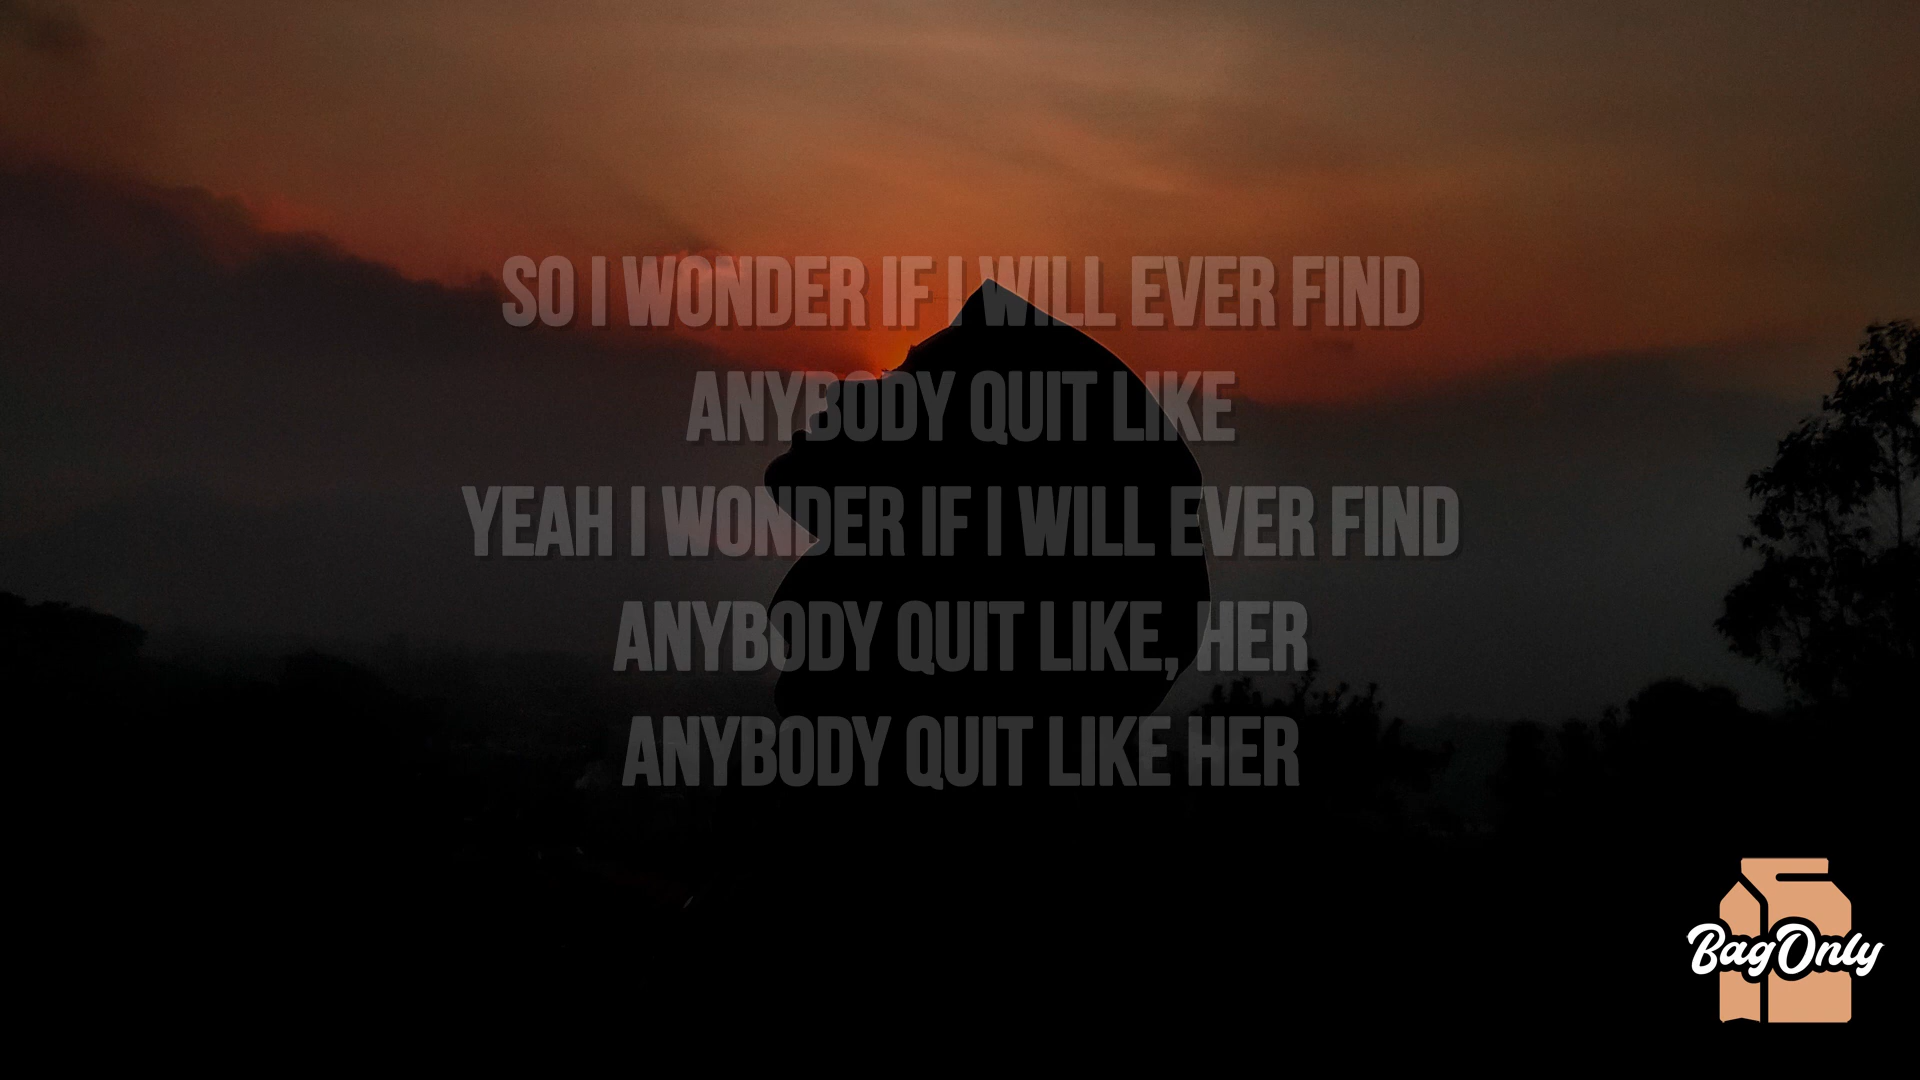 SO I WONDER IF I WILL EVER FIND
ANYBODY QUIT LIKE
YEAH I WONDER IF I WILL EVER FIND
ANYBODY QUIT LIKE, HER
ANYBODY QUIT LIKE HER
BagOnly